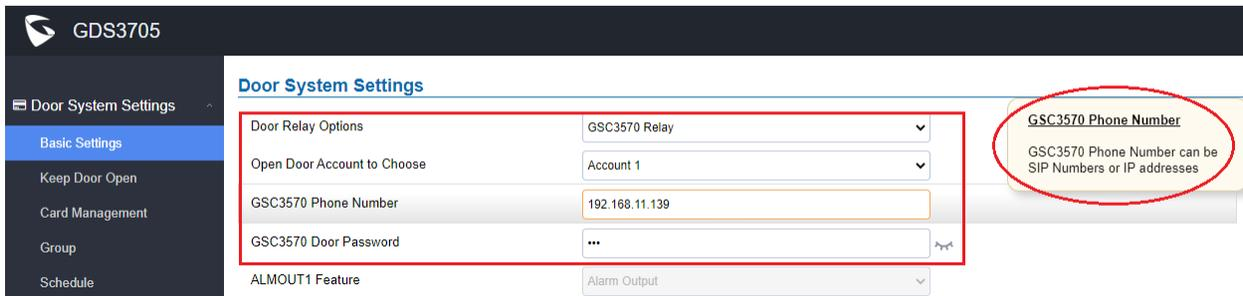 GDS3705
Door System Settings
Basic Settings
Keep Door Open
Card Management
Group
Schedule
Door System Settings
Door Relay Options
GSC3570 Relay
Open Door Account to Choose
Account 1
GSC3570 Phone Number
192.168.11.139
GSC3570 Door Password
•••
ALMOUT1 Feature
Alarm Output
GSC3570 Phone Number
GSC3570 Phone Number can be
SIP Numbers or IP addresses